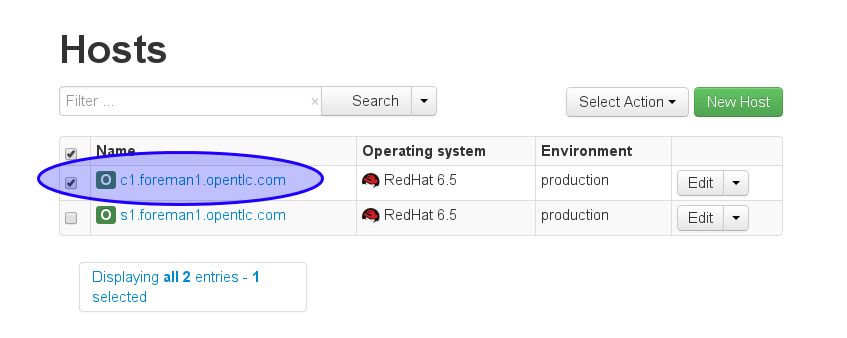 Hosts
Filter ... × Search Select Action New Host
Name Operating system Environment
O c1.foreman1.opentlc.com RedHat 6.5 production Edit
O s1.foreman1.opentlc.com RedHat 6.5 production Edit
Displaying all 2 entries - 1
selected